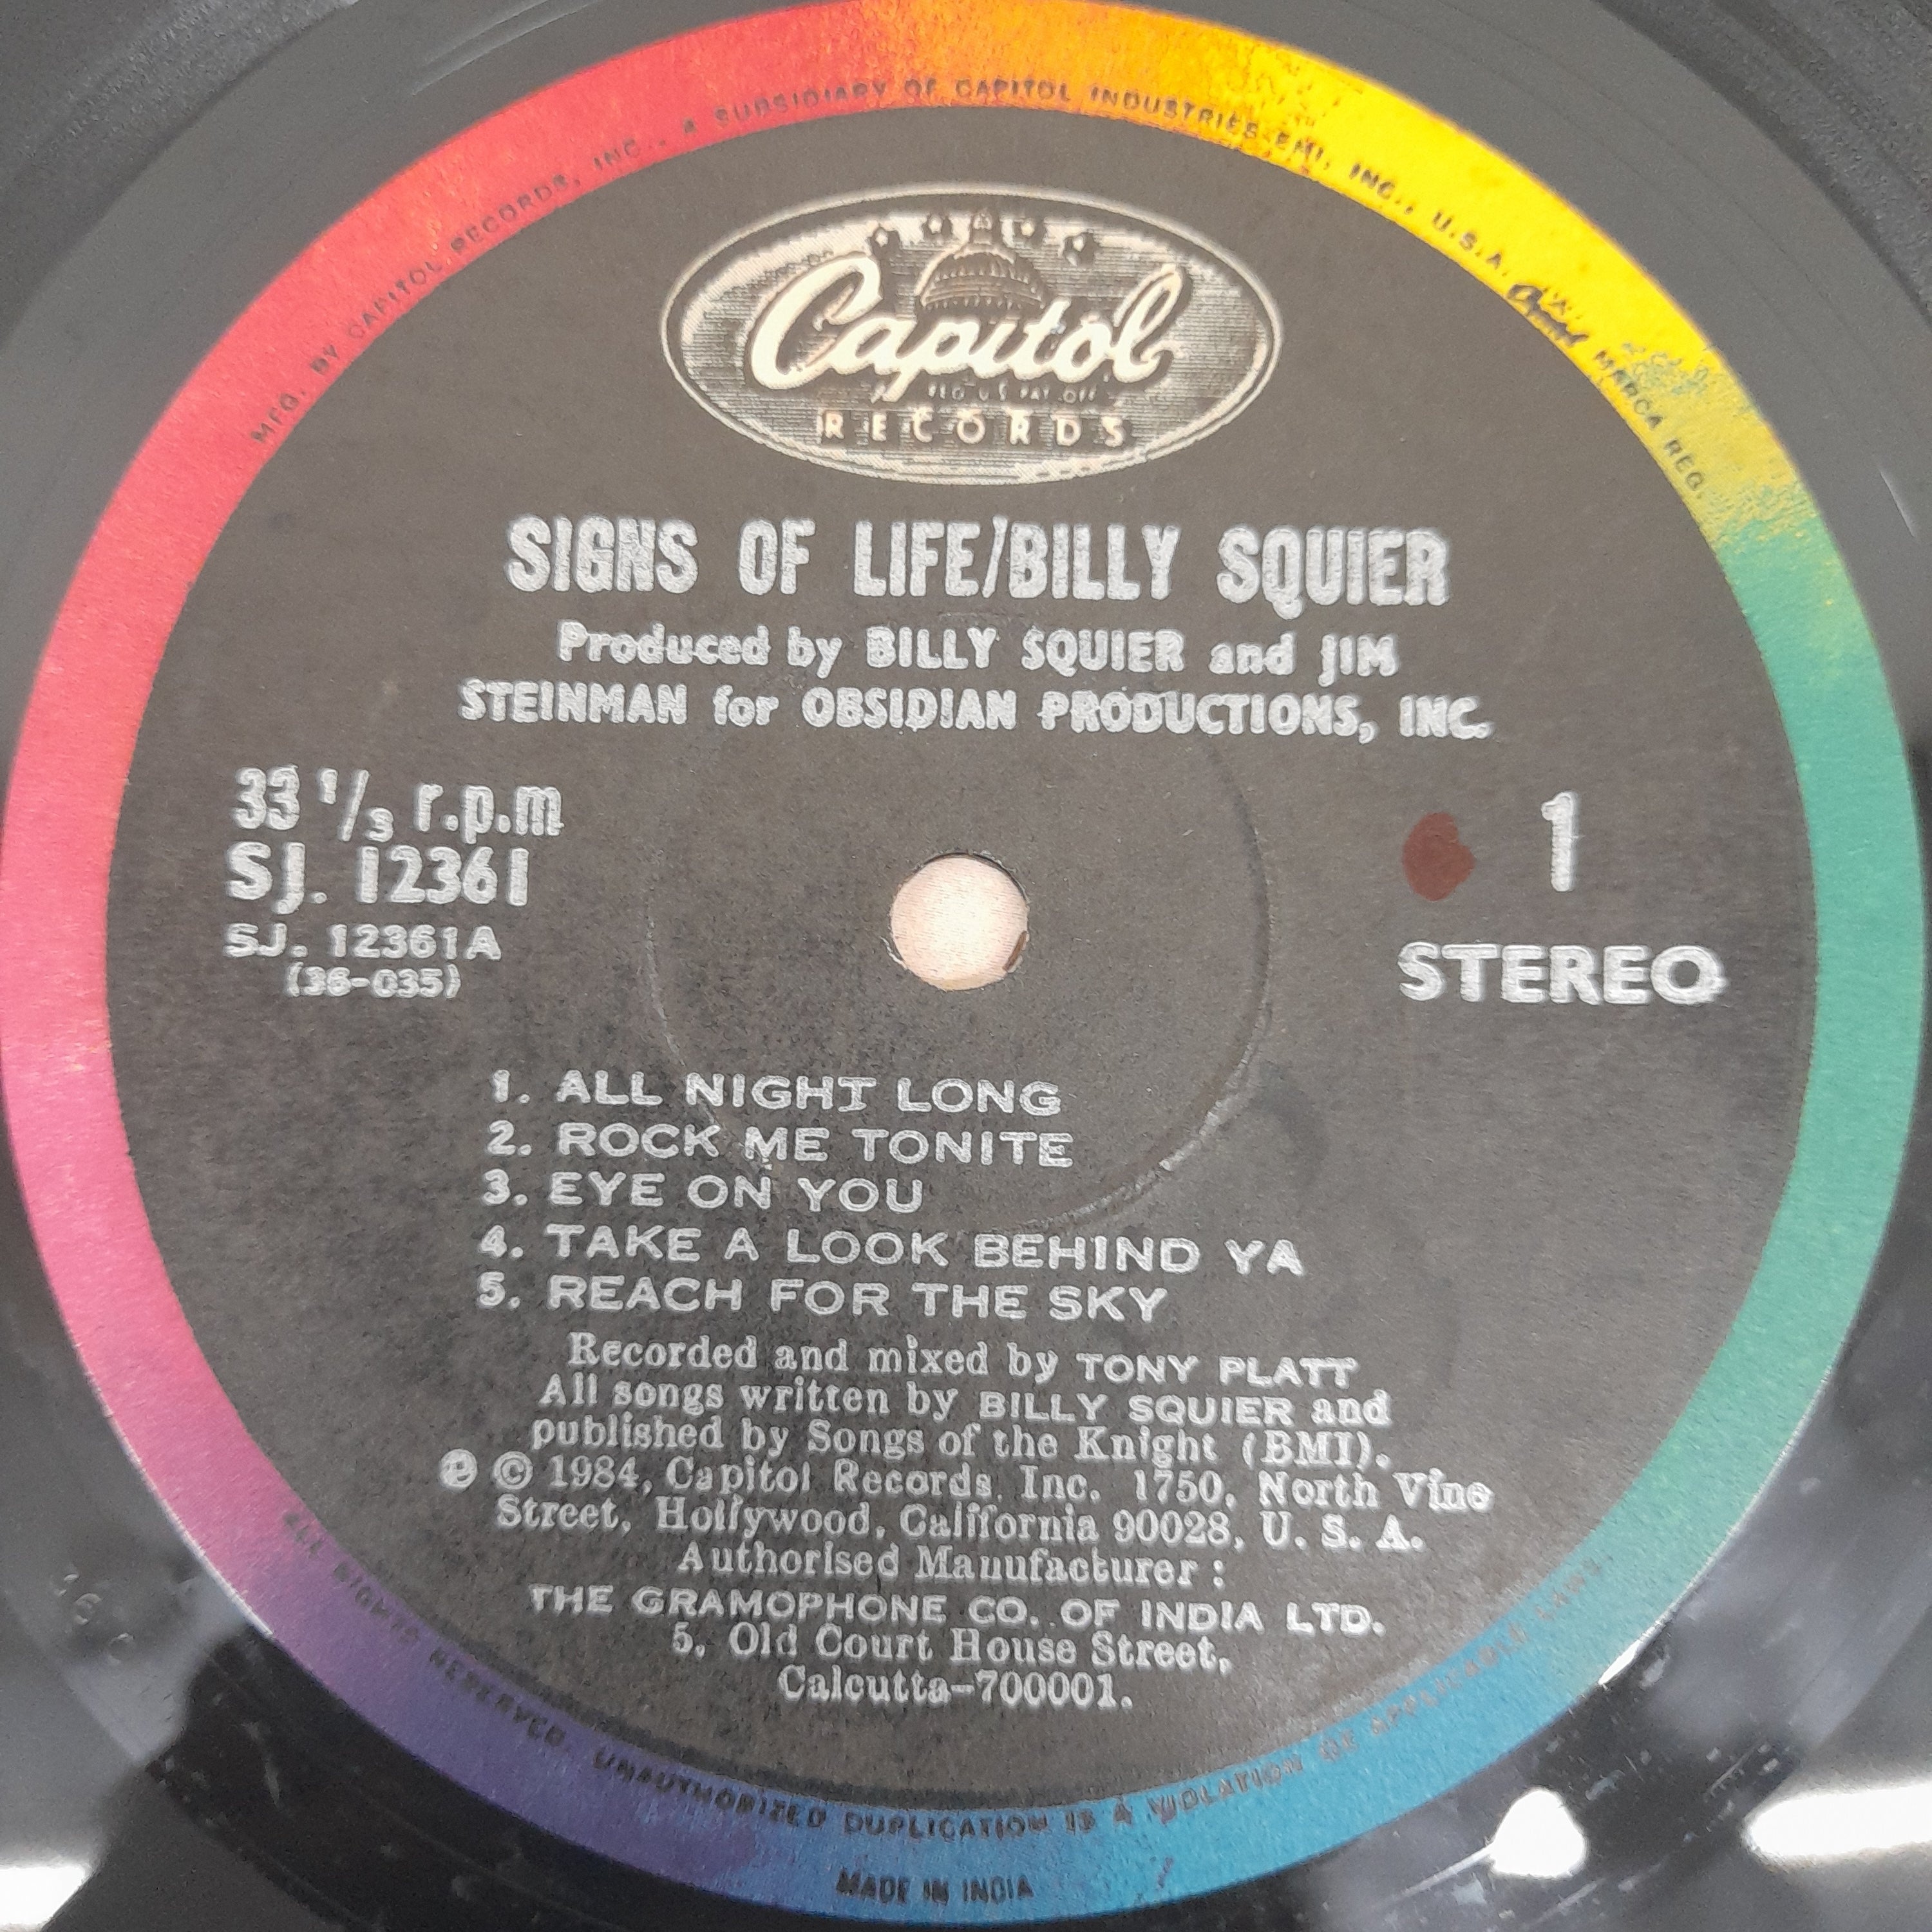 MFG. BY CAPITOL RECORDS, INC., A SUBSIDIARY OF CAPITOL INDUSTRIES-EMI, INC., U.S.A. Capitol MARCA REG.
Capitol
REG. U.S. PAT. OFF.
RECORDS
SIGNS OF LIFE/BILLY SQUIER
Produced by BILLY SQUIER and JIM
STEINMAN for OBSIDIAN PRODUCTIONS, INC.
33 1/3 r.p.m
SJ. 12361
SJ. 12361A
(36-035)
1
STEREO
1. ALL NIGHT LONG
2. ROCK ME TONITE
3. EYE ON YOU
4. TAKE A LOOK BEHIND YA
5. REACH FOR THE SKY
Recorded and mixed by TONY PLATT
All songs written by BILLY SQUIER and
published by Songs of the Knight (BMI).
℗ © 1984, Capitol Records, Inc. 1750, North Vine
Street, Hollywood, California 90028, U. S. A.
Authorised Manufacturer :
THE GRAMOPHONE CO. OF INDIA LTD.
5, Old Court House Street,
Calcutta-700001.
ALL RIGHTS RESERVED. UNAUTHORIZED DUPLICATION IS A VIOLATION OF APPLICABLE LAWS.
MADE IN INDIA